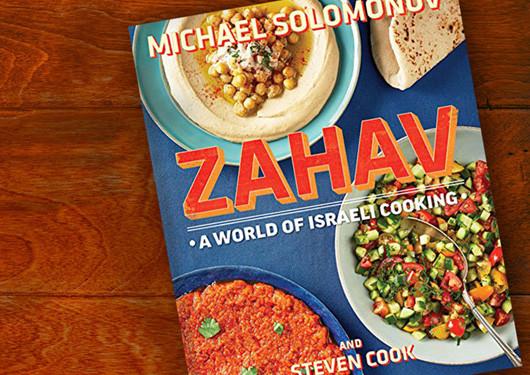 MICHAEL SOLOMONOV
ZAHAV
• A WORLD OF ISRAELI COOKING •
AND
STEVEN COOK